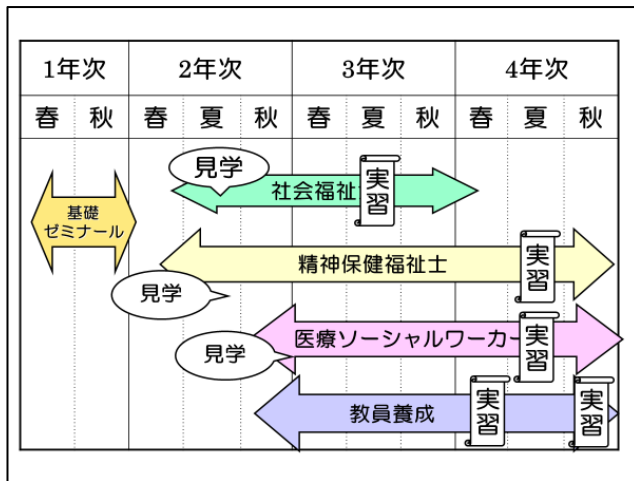 1年次 2年次 3年次 4年次
春 秋 春 夏 秋 春 夏 秋 春 夏 秋
見学
社会福祉
実習
基礎
ゼミナール
精神保健福祉士
実習
見学
医療ソーシャルワーカー
実習
見学
教員養成
実習
実習